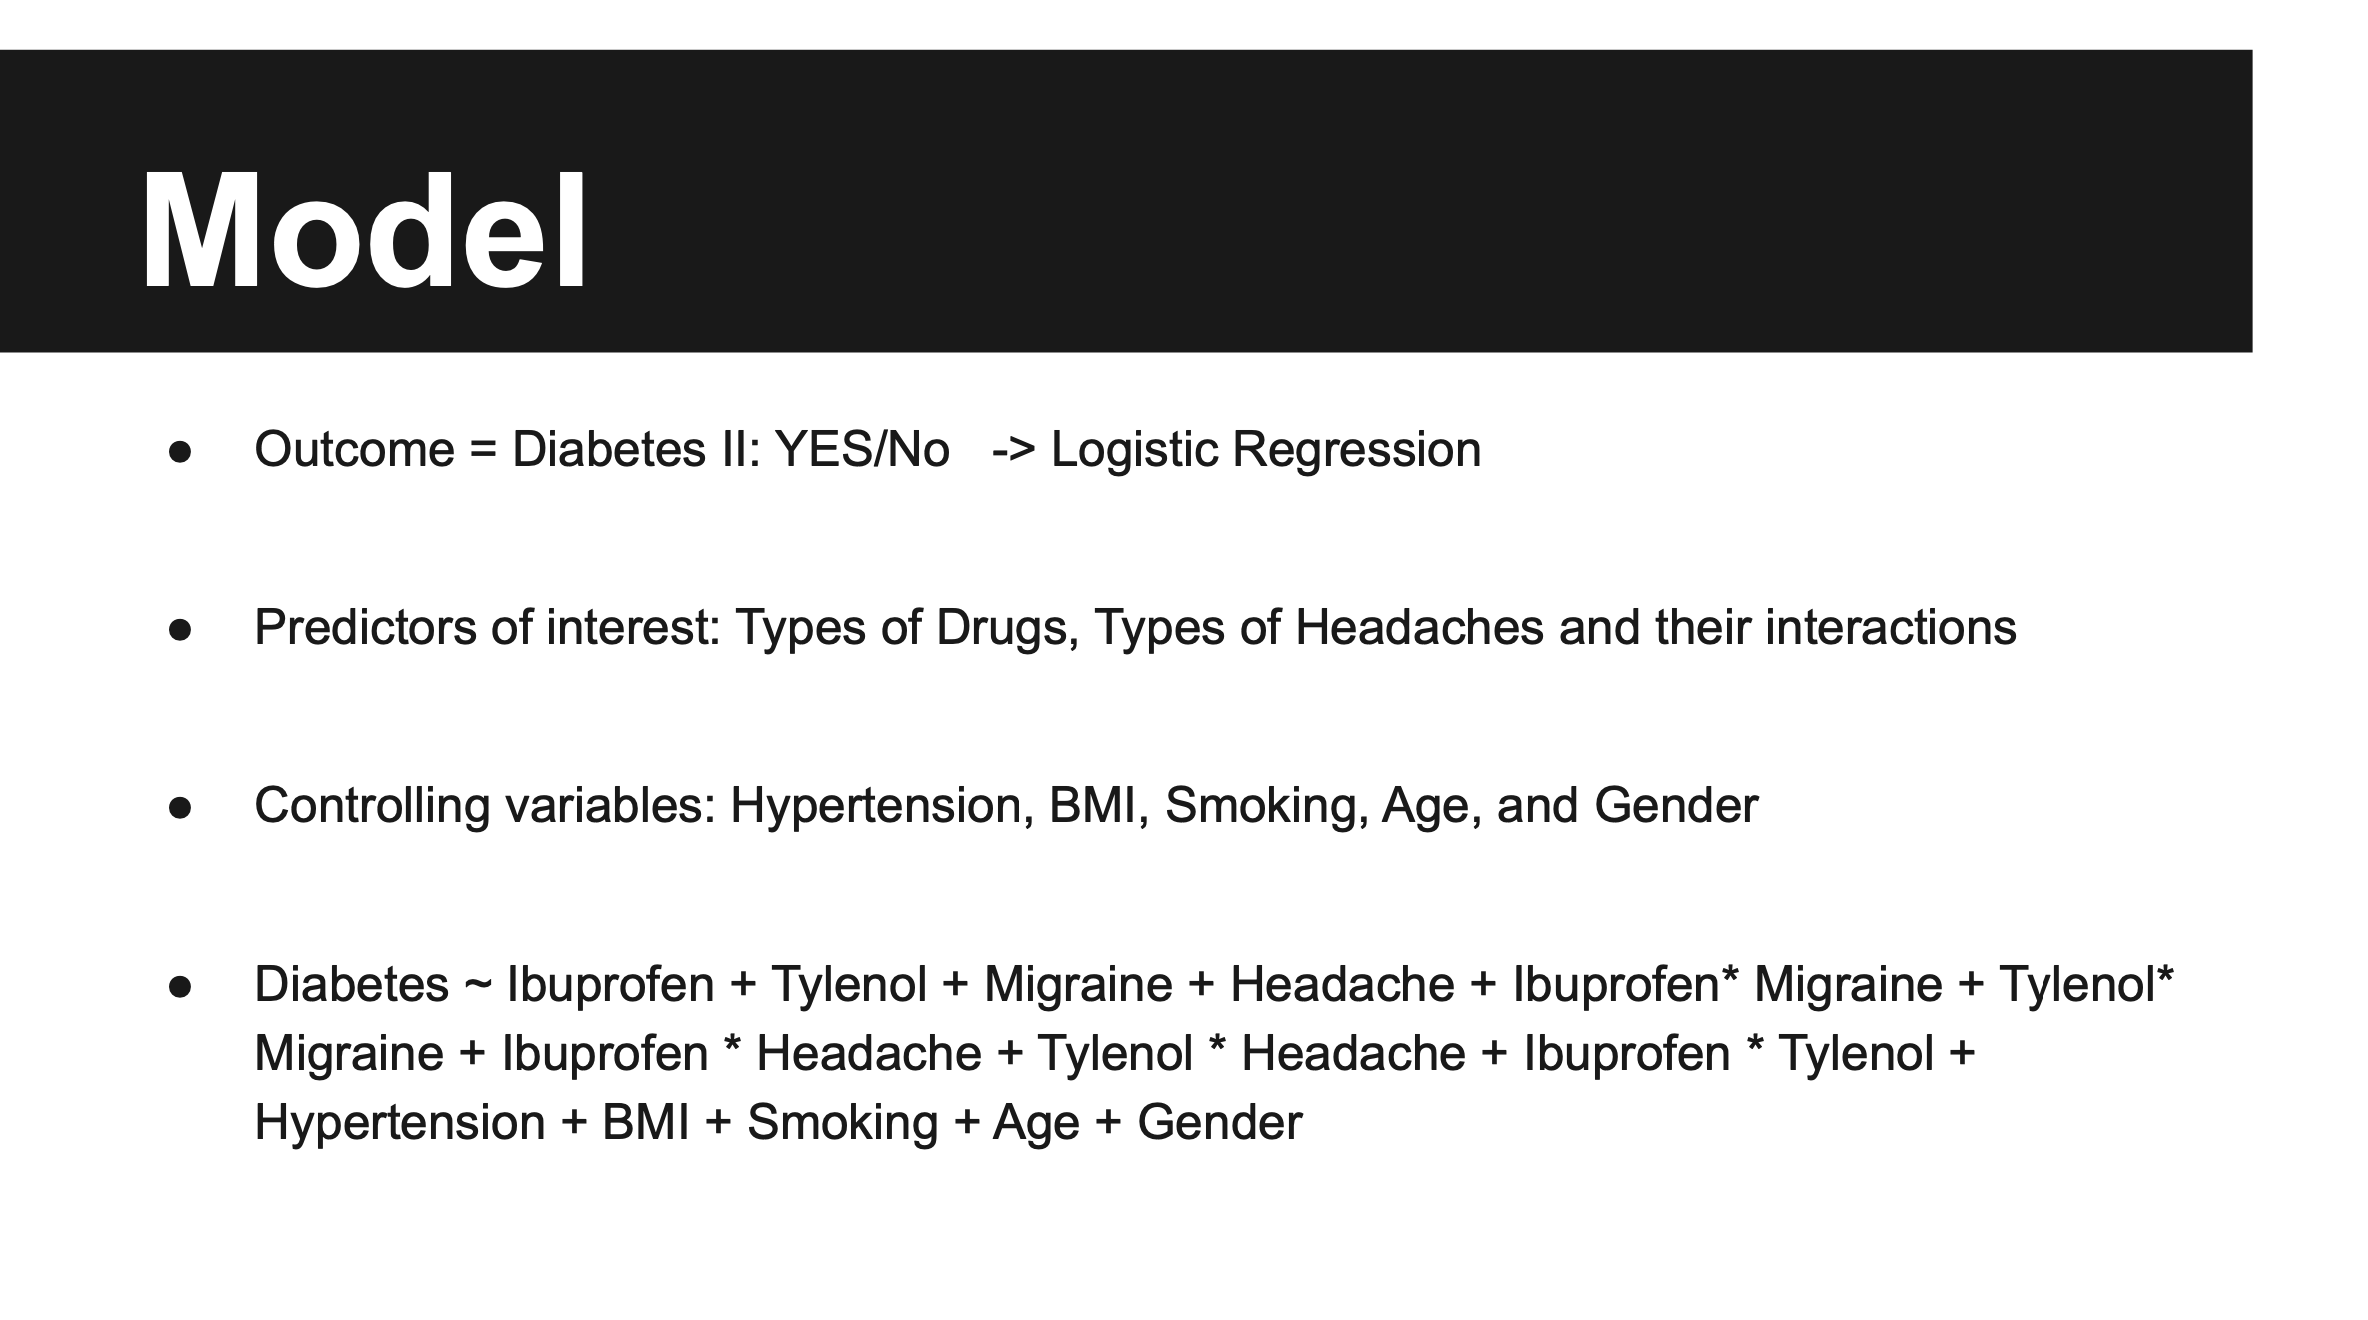 Model
● Outcome = Diabetes II: YES/No -> Logistic Regression
● Predictors of interest: Types of Drugs, Types of Headaches and their interactions
● Controlling variables: Hypertension, BMI, Smoking, Age, and Gender
● Diabetes ~ Ibuprofen + Tylenol + Migraine + Headache + Ibuprofen* Migraine + Tylenol*
Migraine + Ibuprofen * Headache + Tylenol * Headache + Ibuprofen * Tylenol +
Hypertension + BMI + Smoking + Age + Gender